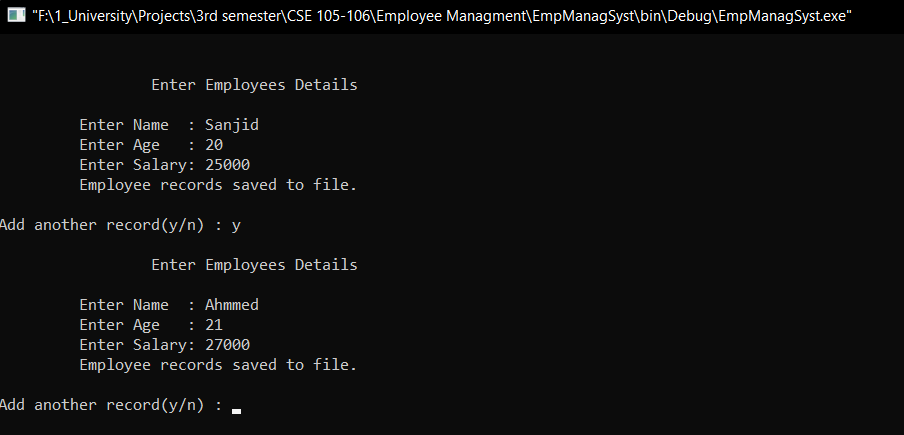 "F:\1_University\Projects\3rd semester\CSE 105-106\Employee Managment\EmpManagSyst\bin\Debug\EmpManagSyst.exe"
Enter Employees Details
Enter Name  : Sanjid
Enter Age   : 20
Enter Salary: 25000
Employee records saved to file.
Add another record(y/n) : y
Enter Employees Details
Enter Name  : Ahmmed
Enter Age   : 21
Enter Salary: 27000
Employee records saved to file.
Add another record(y/n) :